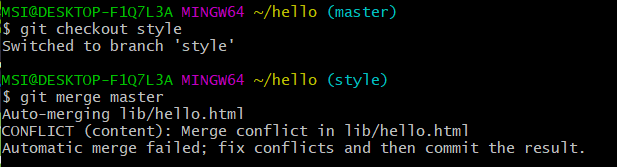 MSI@DESKTOP-F1Q7L3A MINGW64 ~/hello (master)
$ git checkout style
Switched to branch 'style'
MSI@DESKTOP-F1Q7L3A MINGW64 ~/hello (style)
$ git merge master
Auto-merging lib/hello.html
CONFLICT (content): Merge conflict in lib/hello.html
Automatic merge failed; fix conflicts and then commit the result.